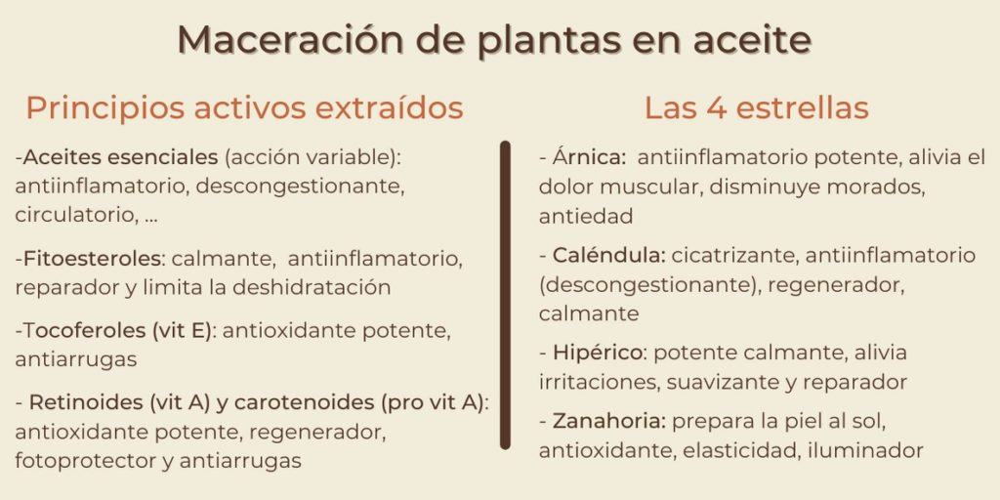 Maceración de plantas en aceite
Principios activos extraídos
-Aceites esenciales (acción variable):
antiinflamatorio, descongestionante,
circulatorio, ...
-Fitoesteroles: calmante, antiinflamatorio,
reparador y limita la deshidratación
-Tocoferoles (vit E): antioxidante potente,
antiarrugas
- Retinoides (vit A) y carotenoides (pro vit A):
antioxidante potente, regenerador,
fotoprotector y antiarrugas
Las 4 estrellas
- Árnica: antiinflamatorio potente, alivia el
dolor muscular, disminuye morados,
antiedad
- Caléndula: cicatrizante, antiinflamatorio
(descongestionante), regenerador,
calmante
- Hipérico: potente calmante, alivia
irritaciones, suavizante y reparador
- Zanahoria: prepara la piel al sol,
antioxidante, elasticidad, iluminador